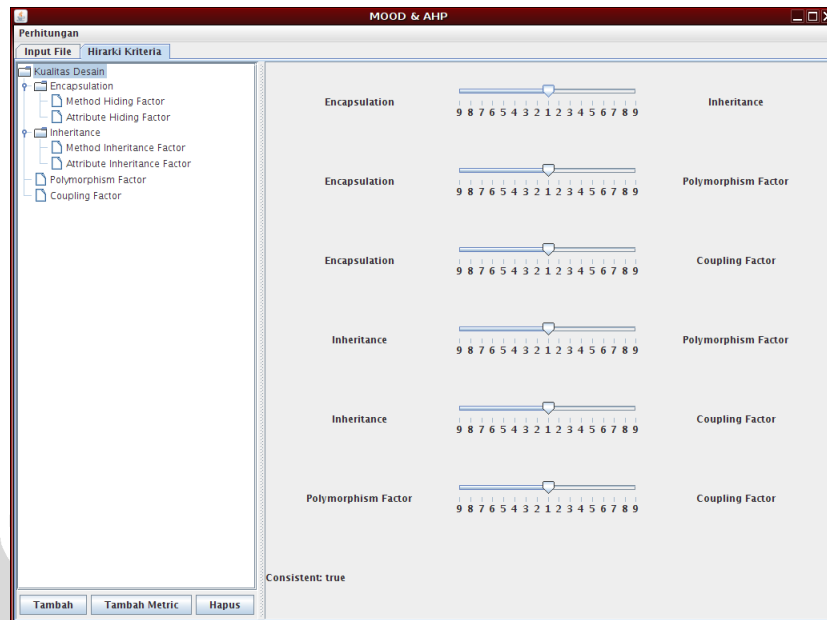 MOOD & AHP
Perhitungan
Input File Hirarki Kriteria
Kualitas Desain
Encapsulation
Method Hiding Factor
Attribute Hiding Factor
Inheritance
Method Inheritance Factor
Attribute Inheritance Factor
Polymorphism Factor
Coupling Factor
Encapsulation Inheritance
9 8 7 6 5 4 3 2 1 2 3 4 5 6 7 8 9
Encapsulation Polymorphism Factor
9 8 7 6 5 4 3 2 1 2 3 4 5 6 7 8 9
Encapsulation Coupling Factor
9 8 7 6 5 4 3 2 1 2 3 4 5 6 7 8 9
Inheritance Polymorphism Factor
9 8 7 6 5 4 3 2 1 2 3 4 5 6 7 8 9
Inheritance Coupling Factor
9 8 7 6 5 4 3 2 1 2 3 4 5 6 7 8 9
Polymorphism Factor Coupling Factor
9 8 7 6 5 4 3 2 1 2 3 4 5 6 7 8 9
Consistent: true
Tambah Tambah Metric Hapus